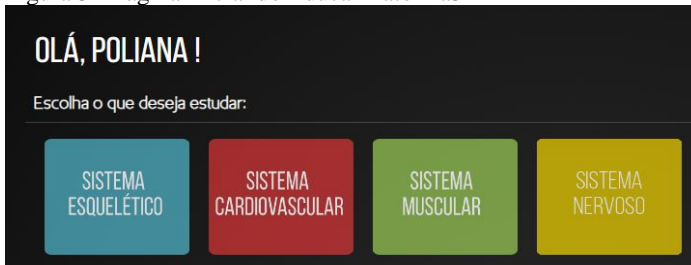 OLÁ, POLIANA !
Escolha o que deseja estudar:
SISTEMA
ESQUELÉTICO
SISTEMA
CARDIOVASCULAR
SISTEMA
MUSCULAR
SISTEMA
NERVOSO